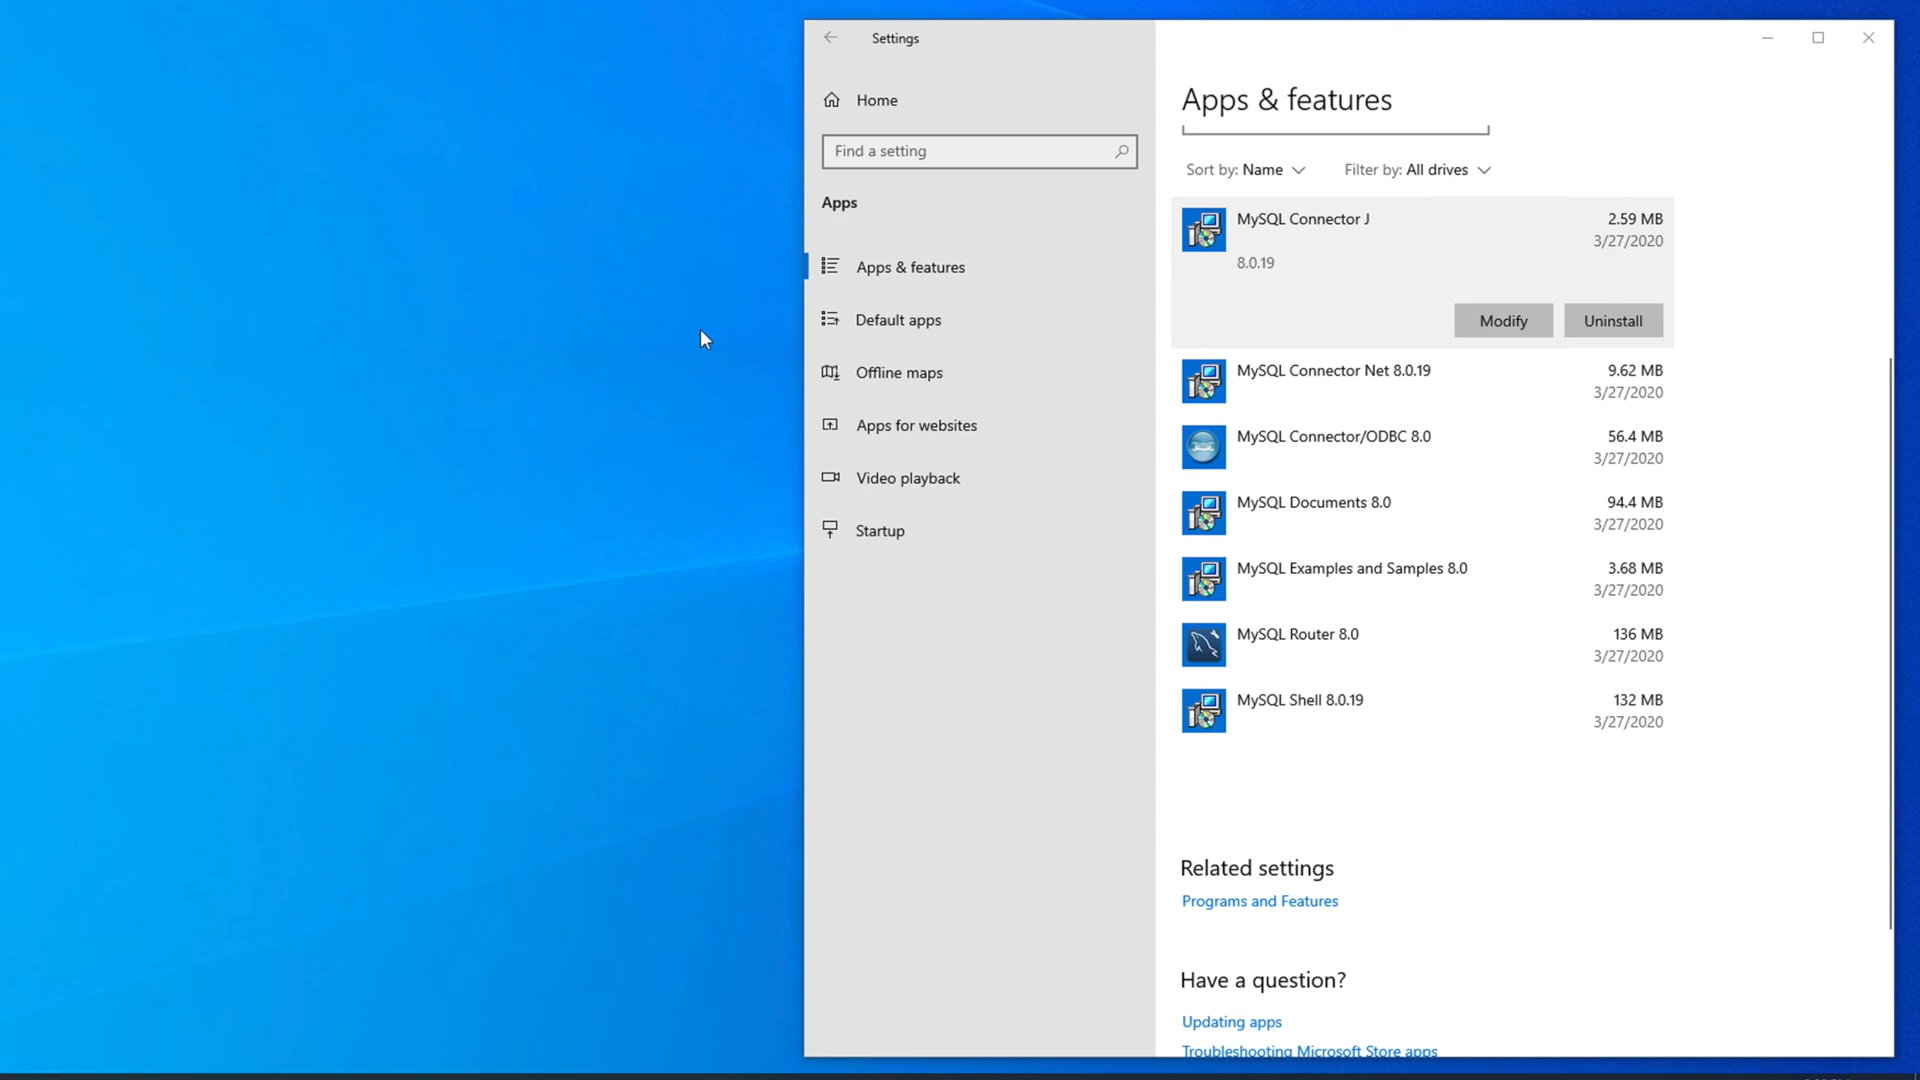 Settings
Home
Find a setting
Apps
Apps & features
Default apps
Offline maps
Apps for websites
Video playback
Startup
Apps & features
Sort by: Name Filter by: All drives
MySQL Connector J 2.59 MB
3/27/2020
8.0.19
Modify Uninstall
MySQL Connector Net 8.0.19 9.62 MB
3/27/2020
MySQL Connector/ODBC 8.0 56.4 MB
3/27/2020
MySQL Documents 8.0 94.4 MB
3/27/2020
MySQL Examples and Samples 8.0 3.68 MB
3/27/2020
MySQL Router 8.0 136 MB
3/27/2020
MySQL Shell 8.0.19 132 MB
3/27/2020
Related settings
Programs and Features
Have a question?
Updating apps
Troubleshooting Microsoft Store apps